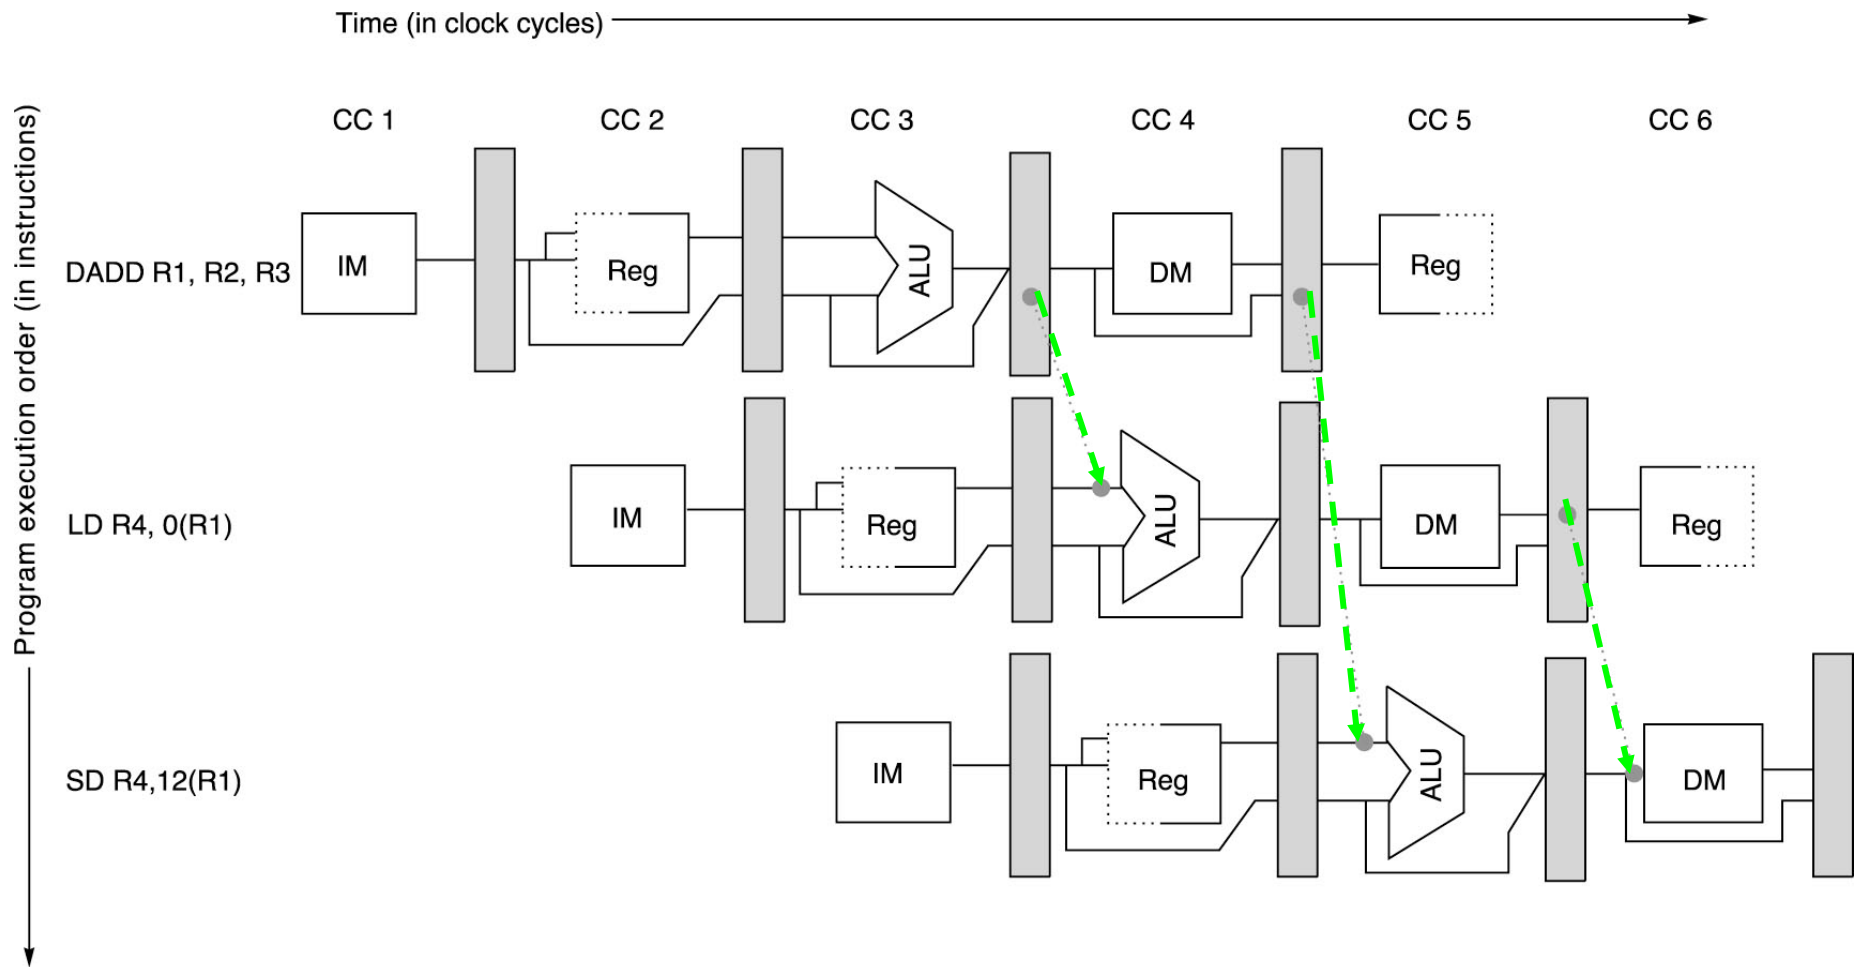 Time (in clock cycles)
CC 1 CC 2 CC 3 CC 4 CC 5 CC 6
Program execution order (in instructions)
DADD R1, R2, R3 IM Reg ALU DM Reg
LD R4, 0(R1) IM Reg ALU DM Reg
SD R4,12(R1) IM Reg ALU DM